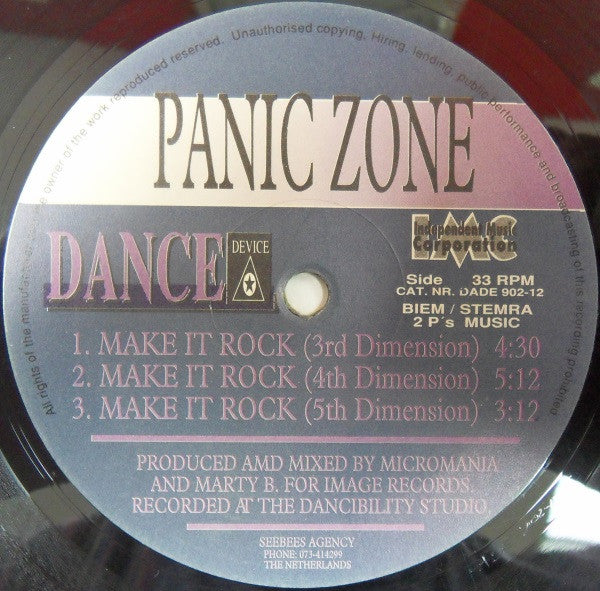 All rights of the manufacturer owner of the work reproduced reserved. Unauthorised copying, Hiring, lending, public performance and broadcasting of this recording prohibited
PANIC ZONE
DANCE
DEVICE
IMC
Independent Music
Corporation
Side 33 RPM
CAT. NR. DADE 902-12
BIEM / STEMRA
2 P's MUSIC
1. MAKE IT ROCK (3rd Dimension) 4:30
2. MAKE IT ROCK (4th Dimension) 5:12
3. MAKE IT ROCK (5th Dimension) 3:12
PRODUCED AMD MIXED BY MICROMANIA
AND MARTY B. FOR IMAGE RECORDS.
RECORDED AT THE DANCIBILITY STUDIO.
SEEBEES AGENCY
PHONE: 073-414299
THE NETHERLANDS